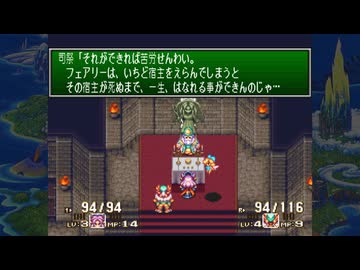 司祭「それができれば苦労せんわい。
フェアリーは、いちど宿主をえらんでしまうと
その宿主が死ぬまで、一生、はなれる事ができんのじゃ…
94/94 94/116
LV:3 MP:14 LV:4 MP:9